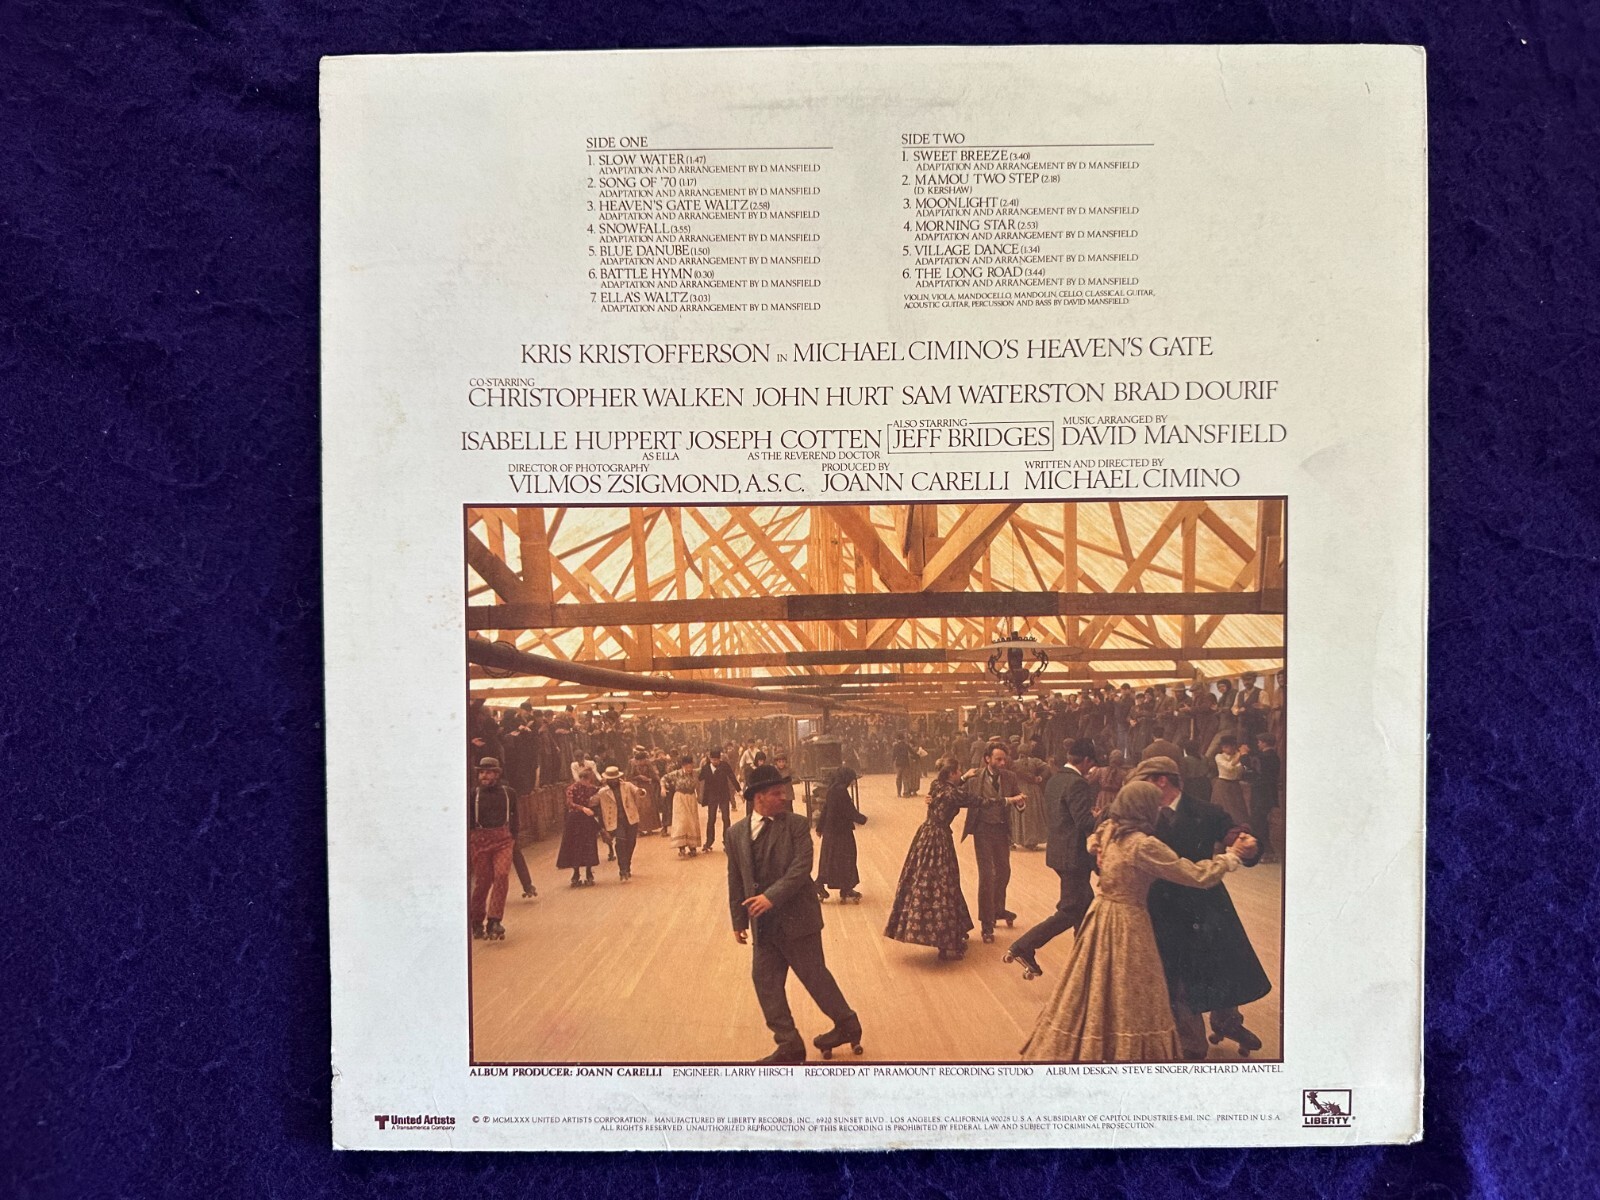 SIDE ONE
1. SLOW WATER (1:47)
ADAPTATION AND ARRANGEMENT BY D. MANSFIELD
2. SONG OF '70 (1:17)
ADAPTATION AND ARRANGEMENT BY D. MANSFIELD
3. HEAVEN'S GATE WALTZ (2:58)
ADAPTATION AND ARRANGEMENT BY D. MANSFIELD
4. SNOWFALL (3:55)
ADAPTATION AND ARRANGEMENT BY D. MANSFIELD
5. BLUE DANUBE (1:50)
ADAPTATION AND ARRANGEMENT BY D. MANSFIELD
6. BATTLE HYMN (0:30)
ADAPTATION AND ARRANGEMENT BY D. MANSFIELD
7. ELLA'S WALTZ (3:03)
ADAPTATION AND ARRANGEMENT BY D. MANSFIELD
SIDE TWO
1. SWEET BREEZE (3:40)
ADAPTATION AND ARRANGEMENT BY D. MANSFIELD
2. MAMOU TWO STEP (2:18)
(D. KERSHAW)
3. MOONLIGHT (2:41)
ADAPTATION AND ARRANGEMENT BY D. MANSFIELD
4. MORNING STAR (2:53)
ADAPTATION AND ARRANGEMENT BY D. MANSFIELD
5. VILLAGE DANCE (1:34)
ADAPTATION AND ARRANGEMENT BY D. MANSFIELD
6. THE LONG ROAD (3:44)
ADAPTATION AND ARRANGEMENT BY D. MANSFIELD
VIOLIN, VIOLA, MANDOCELLO, MANDOLIN, CELLO, CLASSICAL GUITAR,
ACOUSTIC GUITAR, PERCUSSION AND BASS BY DAVID MANSFIELD.
KRIS KRISTOFFERSON IN MICHAEL CIMINO'S HEAVEN'S GATE
CO-STARRING
CHRISTOPHER WALKEN JOHN HURT SAM WATERSTON BRAD DOURIF
ALSO STARRING MUSIC ARRANGED BY
ISABELLE HUPPERT JOSEPH COTTEN JEFF BRIDGES DAVID MANSFIELD
AS ELLA AS THE REVEREND DOCTOR
DIRECTOR OF PHOTOGRAPHY PRODUCED BY WRITTEN AND DIRECTED BY
VILMOS ZSIGMOND, A.S.C. JOANN CARELLI MICHAEL CIMINO
ALBUM PRODUCER: JOANN CARELLI ENGINEER: LARRY HIRSCH RECORDED AT PARAMOUNT RECORDING STUDIO ALBUM DESIGN: STEVE SINGER/RICHARD MANTEL
United Artists
A Transamerica Company
© ℗ MCMLXXX UNITED ARTISTS CORPORATION. MANUFACTURED BY LIBERTY RECORDS, INC., 6920 SUNSET BLVD., LOS ANGELES, CALIFORNIA 90028 U.S.A. A SUBSIDIARY OF CAPITOL INDUSTRIES-EMI, INC. PRINTED IN U.S.A.
ALL RIGHTS RESERVED. UNAUTHORIZED REPRODUCTION OF THIS RECORDING IS PROHIBITED BY FEDERAL LAW AND SUBJECT TO CRIMINAL PROSECUTION.
LIBERTY